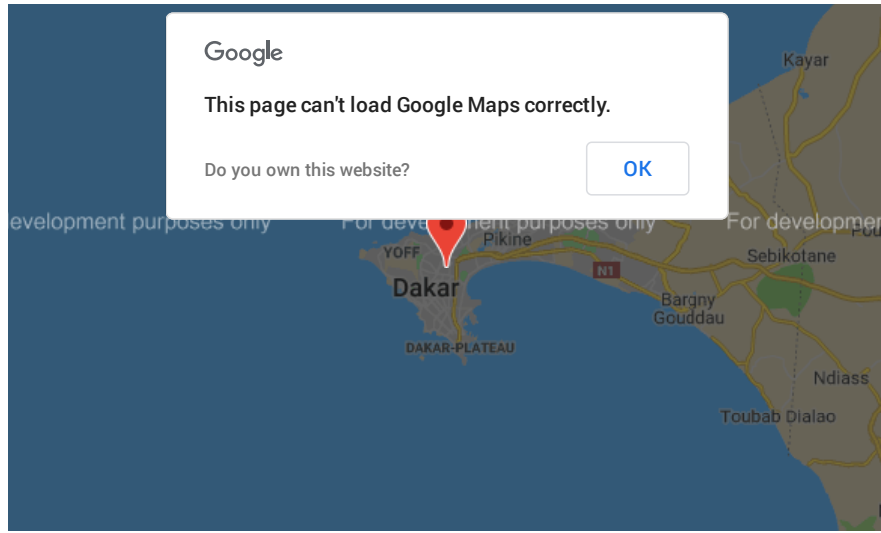 Google
This page can't load Google Maps correctly.
Do you own this website?
OK
Kayar
evelopment purposes only
For development purposes only
For developmen
Pikine
YOFF
Sebikotane
N1
Dakar
Bargny
Gouddau
DAKAR-PLATEAU
Ndiass
Toubab Dialao